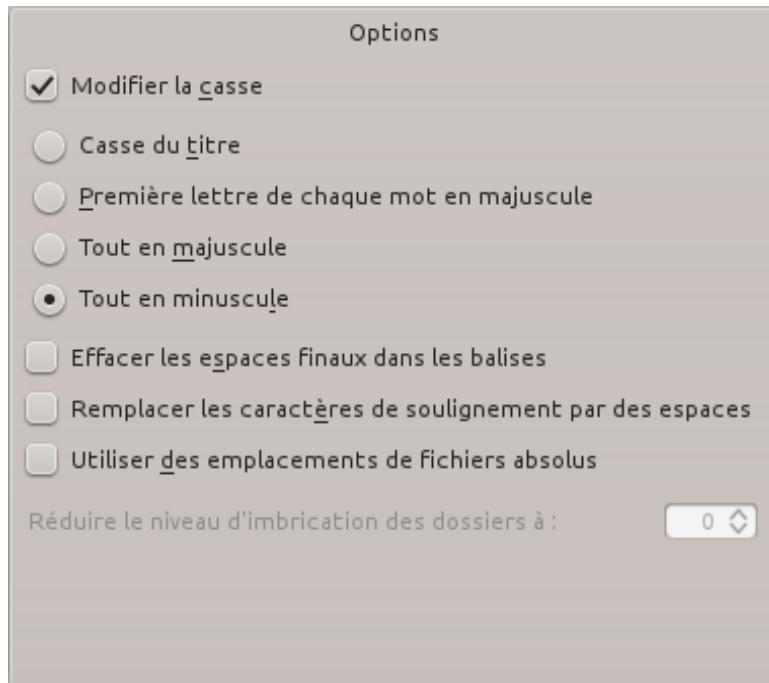 Options
Modifier la casse
Casse du titre
Première lettre de chaque mot en majuscule
Tout en majuscule
Tout en minuscule
Effacer les espaces finaux dans les balises
Remplacer les caractères de soulignement par des espaces
Utiliser des emplacements de fichiers absolus
Réduire le niveau d'imbrication des dossiers à : 0